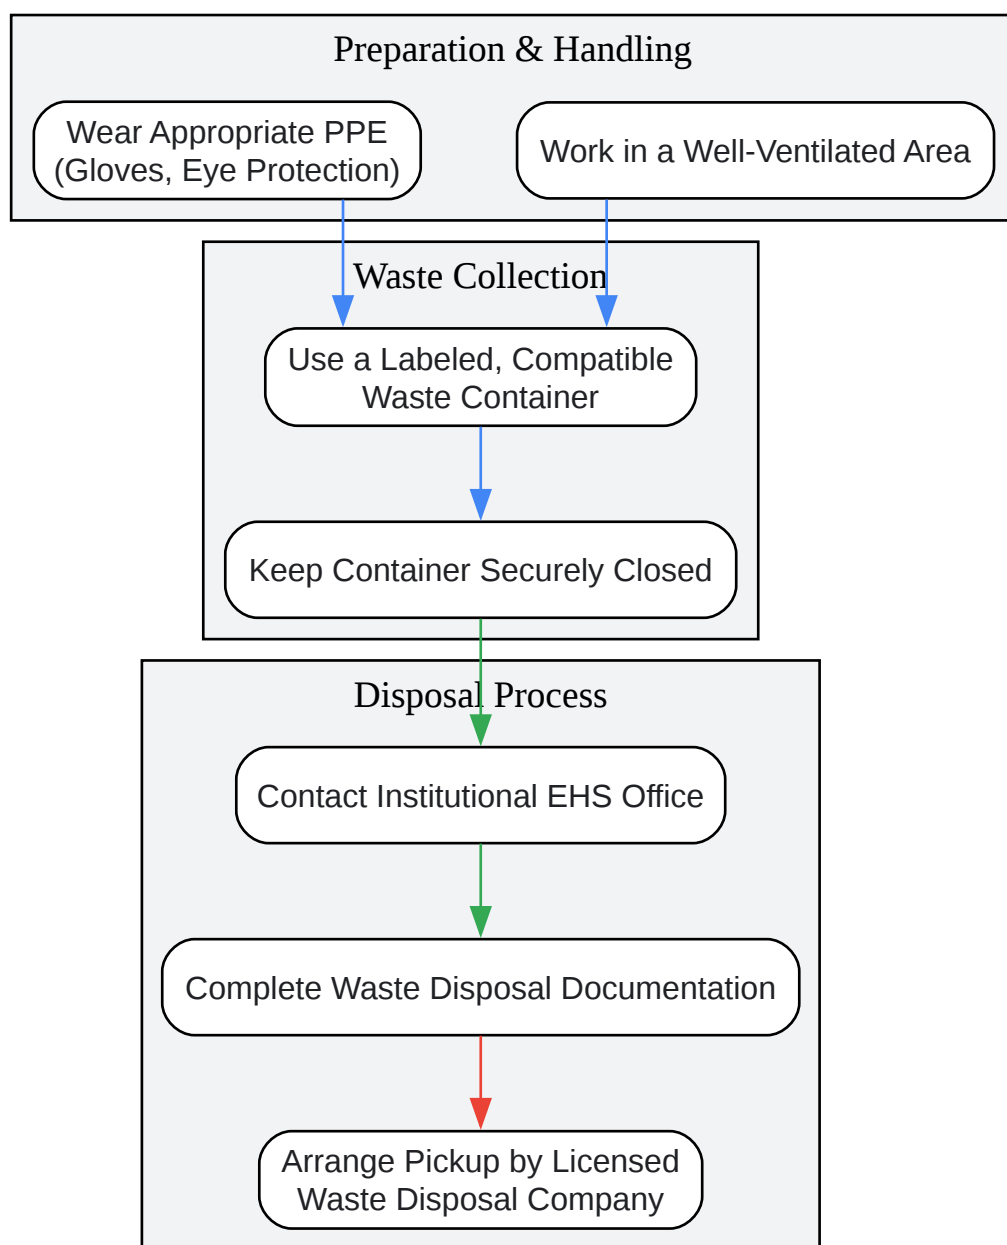 Preparation & Handling
Wear Appropriate PPE
(Gloves, Eye Protection)
Work in a Well-Ventilated Area
Waste Collection
Use a Labeled, Compatible
Waste Container
Keep Container Securely Closed
Disposal Process
Contact Institutional EHS Office
Complete Waste Disposal Documentation
Arrange Pickup by Licensed
Waste Disposal Company